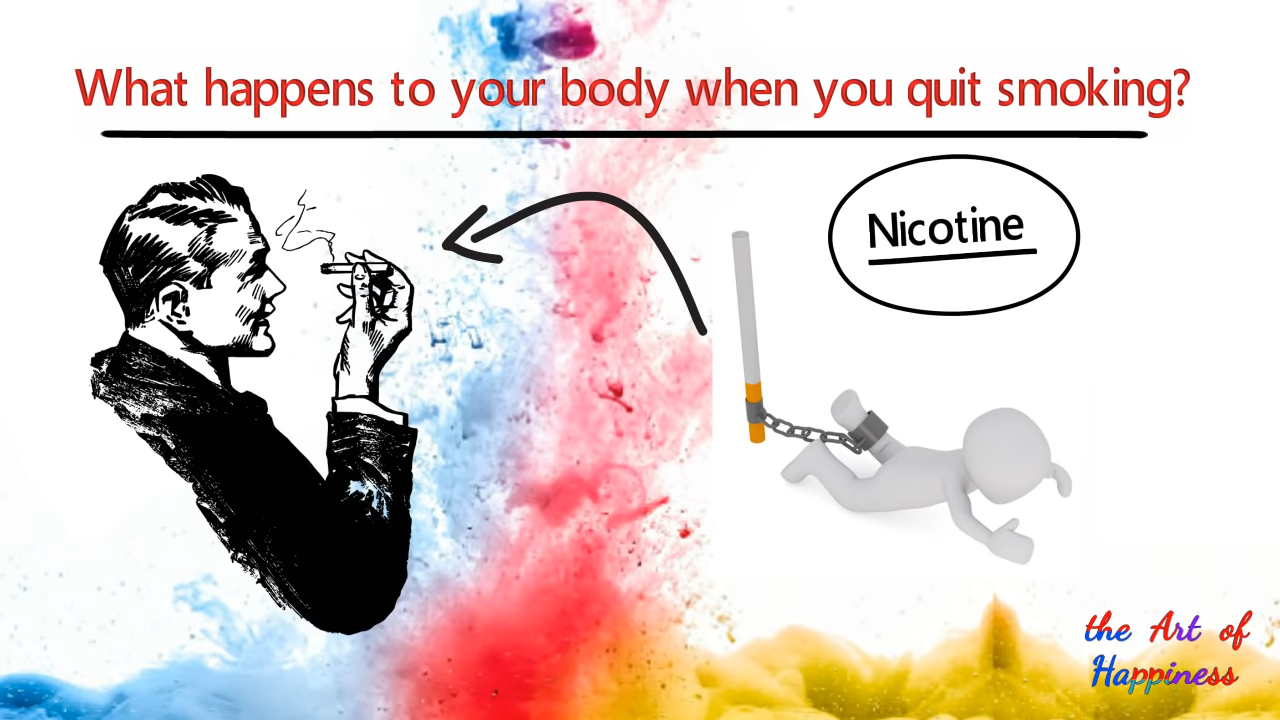 What happens to your body when you quit smoking?
Nicotine
the Art of
Happiness